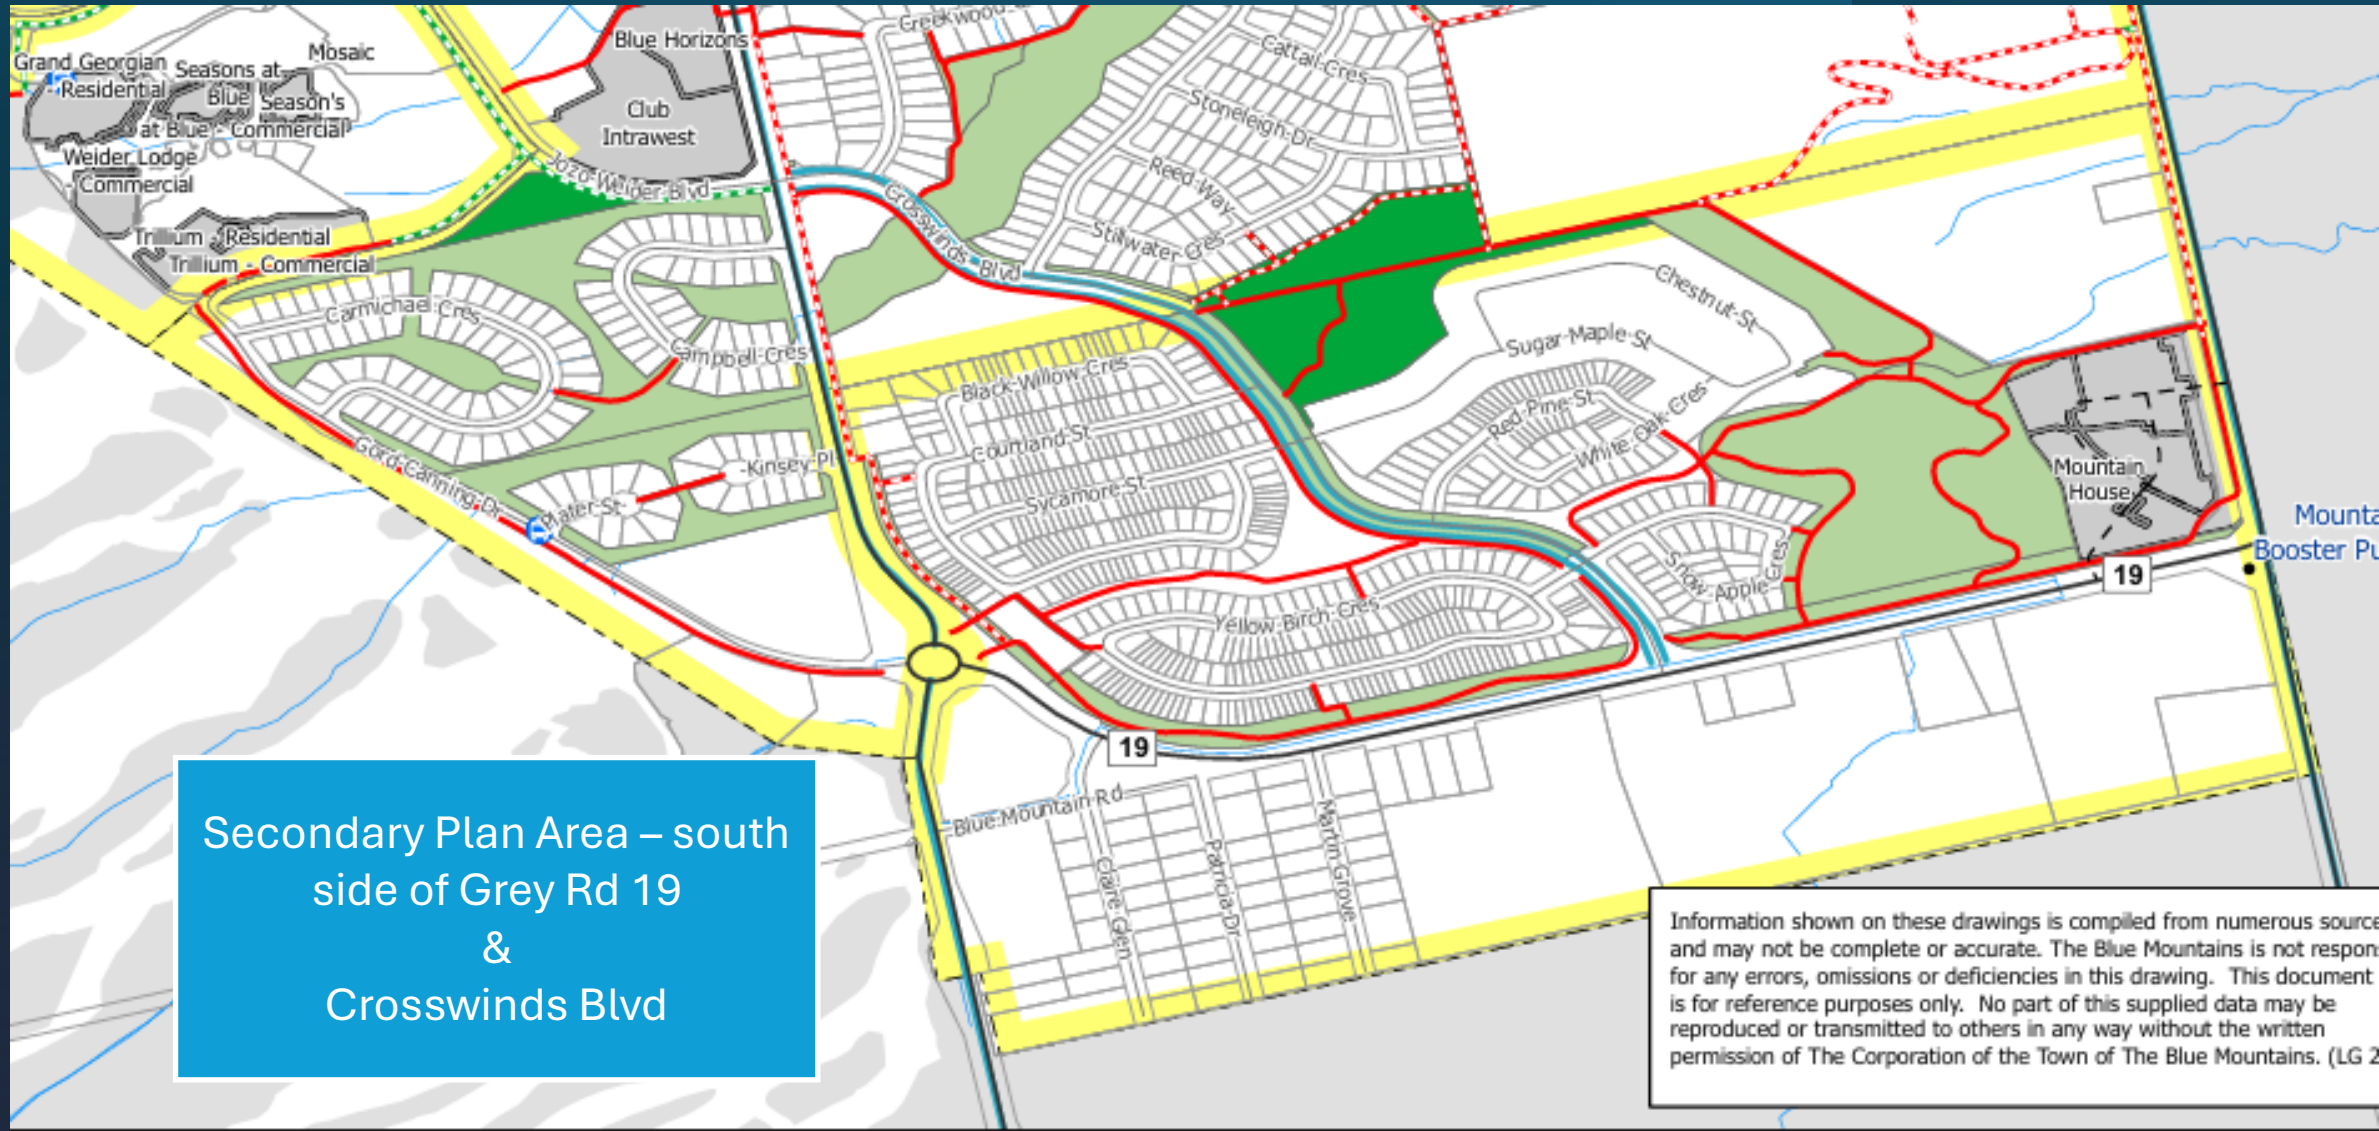 Creekwood
Blue Horizons
Mosaic
Grand Georgian
- Residential
Seasons at
Blue
Season's
at Blue - Commercial
Cattail Cres
Club
Intrawest
Stoneleigh Dr
Weider Lodge
- Commercial
Jozo Weider Blvd
Reed Way
Crosswinds Blvd
Stillwater Cres
Trillium - Residential
Trillium - Commercial
Chestnut St
Carmichael Cres
Sugar Maple St
Campbell Cres
Black Willow Cres
Red Pine St
White Oak Cres
Courtland St
Gord Canning Dr
Kinsey Pl
Sycamore St
Mountain
House
Plater St
Mounta
Booster Pu
Snow Apple Cres
19
Yellow Birch Cres
19
Blue Mountain Rd
Claire Glen
Patricia Dr
Martin Grove
Secondary Plan Area – south
side of Grey Rd 19
&
Crosswinds Blvd
Information shown on these drawings is compiled from numerous source
and may not be complete or accurate. The Blue Mountains is not respon
for any errors, omissions or deficiencies in this drawing. This document
is for reference purposes only. No part of this supplied data may be
reproduced or transmitted to others in any way without the written
permission of The Corporation of the Town of The Blue Mountains. (LG 2